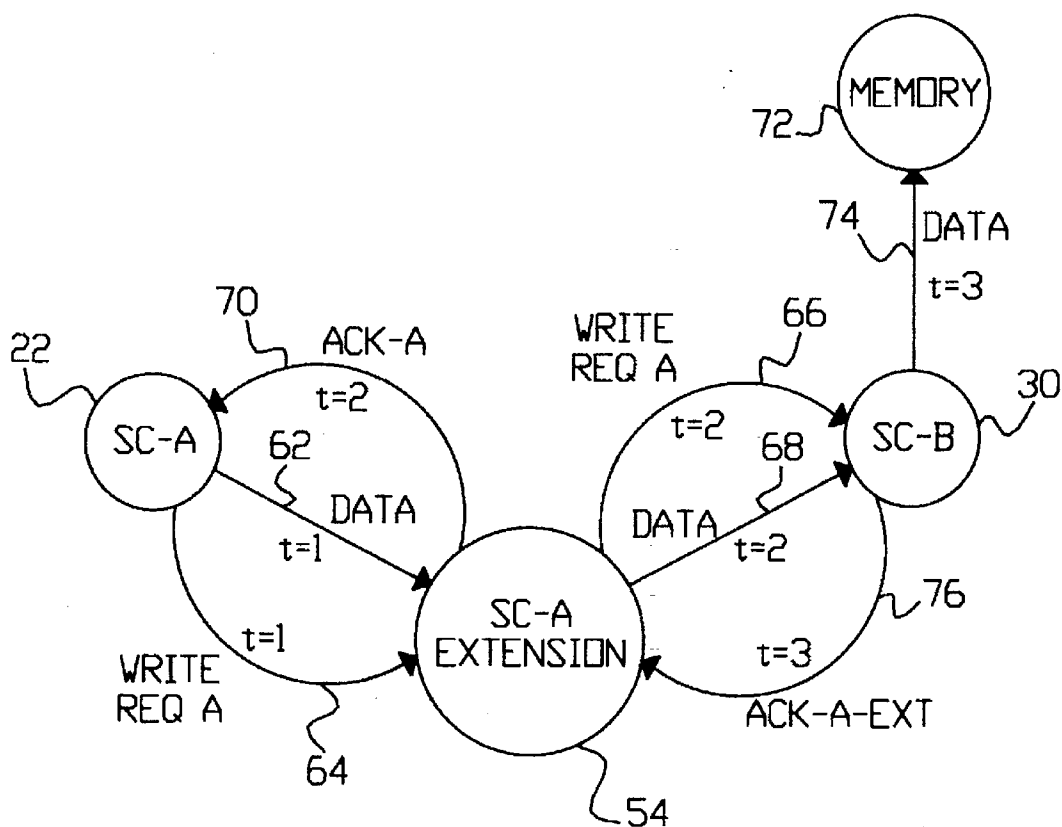 MEMORY
72
74
DATA
t=3
70
ACK-A
t=2
22
SC-A
62
DATA
t=1
t=1
WRITE
REQ A
64
WRITE
REQ A
66
t=2
68
DATA
t=2
SC-B
30
SC-A
EXTENSION
76
t=3
ACK-A-EXT
54